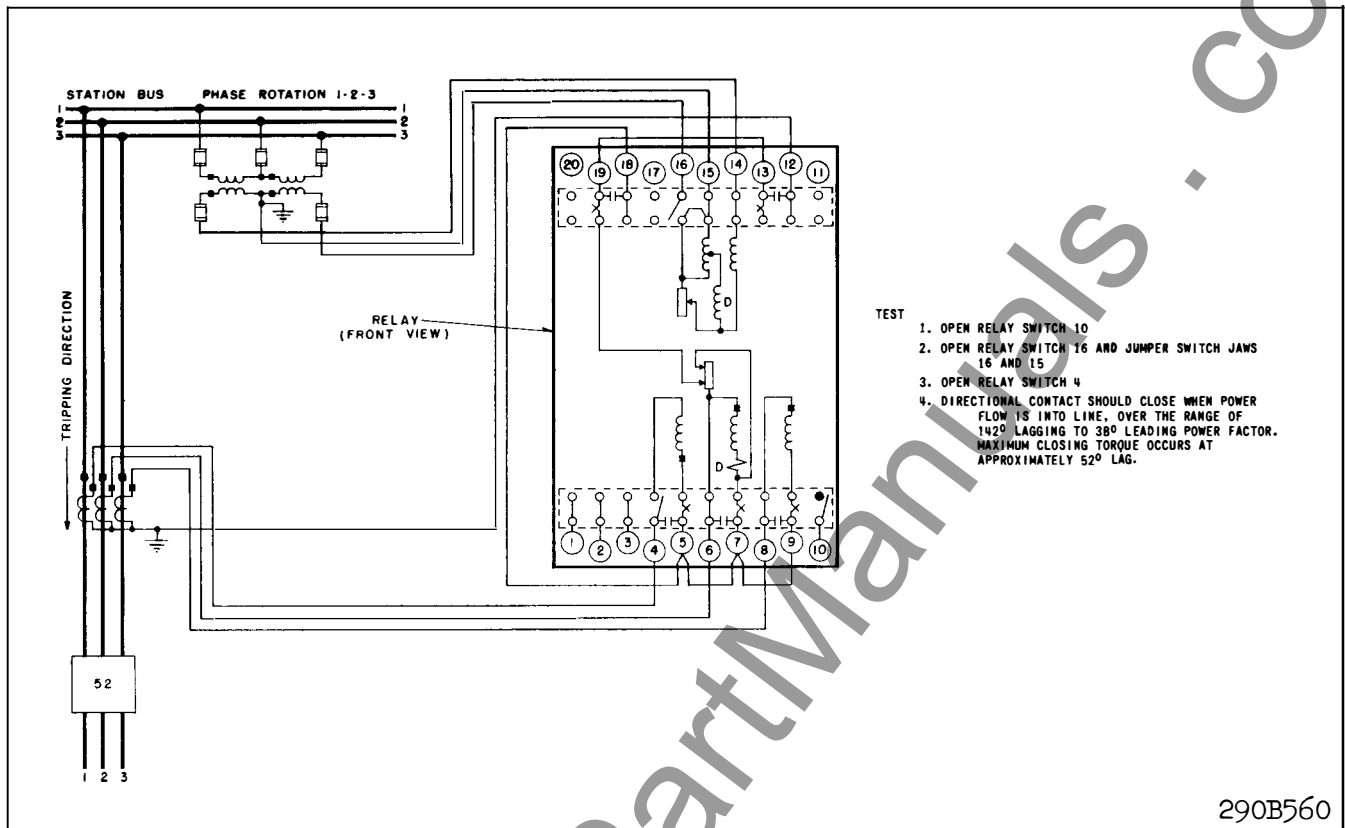 STATION BUS PHASE ROTATION 1-2-3
1 1
2 2
3 3
20 19 18 17 16 15 14 13 12 11
D
RELAY
(FRONT VIEW)
TRIPPING DIRECTION
D
1 2 3 4 5 6 7 8 9 10
52
1 2 3
TEST
1. OPEN RELAY SWITCH 10
2. OPEN RELAY SWITCH 16 AND JUMPER SWITCH JAWS
16 AND 15
3. OPEN RELAY SWITCH 4
4. DIRECTIONAL CONTACT SHOULD CLOSE WHEN POWER
FLOW IS INTO LINE, OVER THE RANGE OF
142º LAGGING TO 38º LEADING POWER FACTOR.
MAXIMUM CLOSING TORQUE OCCURS AT
APPROXIMATELY 52º LAG.
290B560